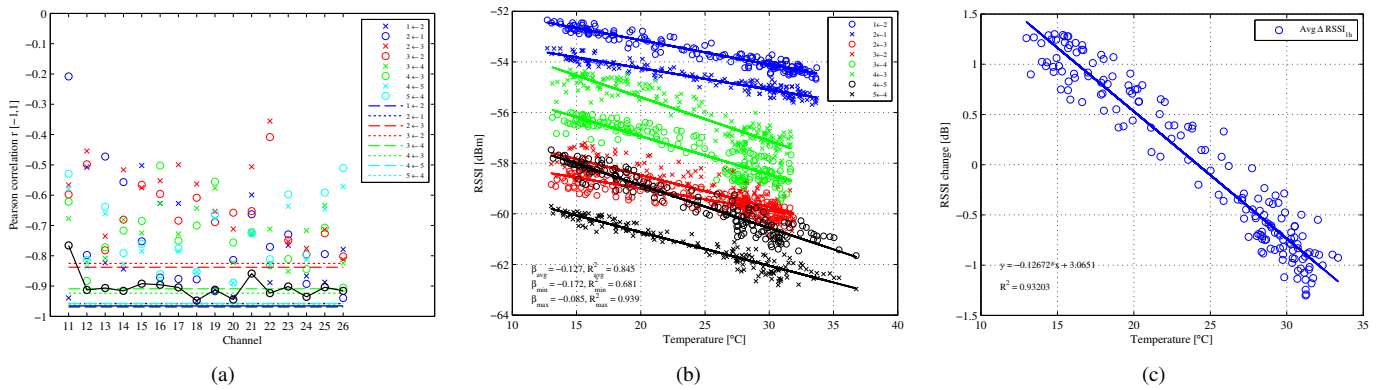 0
−0.1
−0.2
−0.3
−0.4
−0.5
−0.6
−0.7
−0.8
−0.9
−1
Pearson correlation r [−1,1]
11 12 13 14 15 16 17 18 19 20 21 22 23 24 25 26
Channel
1←2
2←1
2←3
3←2
3←4
4←3
4←5
5←4
1←2
2←1
2←3
3←2
3←4
4←3
4←5
5←4
(a)
−52
−54
−56
−58
−60
−62
−64
RSSI [dBm]
10 15 20 25 30 35 40
Temperature [°C]
1←2
2←1
2←3
3←2
3←4
4←3
4←5
5←4
β_avg = −0.127, R²_avg = 0.845
β_min = −0.172, R²_min = 0.681
β_max = −0.085, R²_max = 0.939
(b)
1.5
1
0.5
0
−0.5
−1
−1.5
RSSI change [dB]
10 15 20 25 30 35
Temperature [°C]
Avg Δ RSSI_1h
y = −0.12672*x + 3.0651
R² = 0.93203
(c)